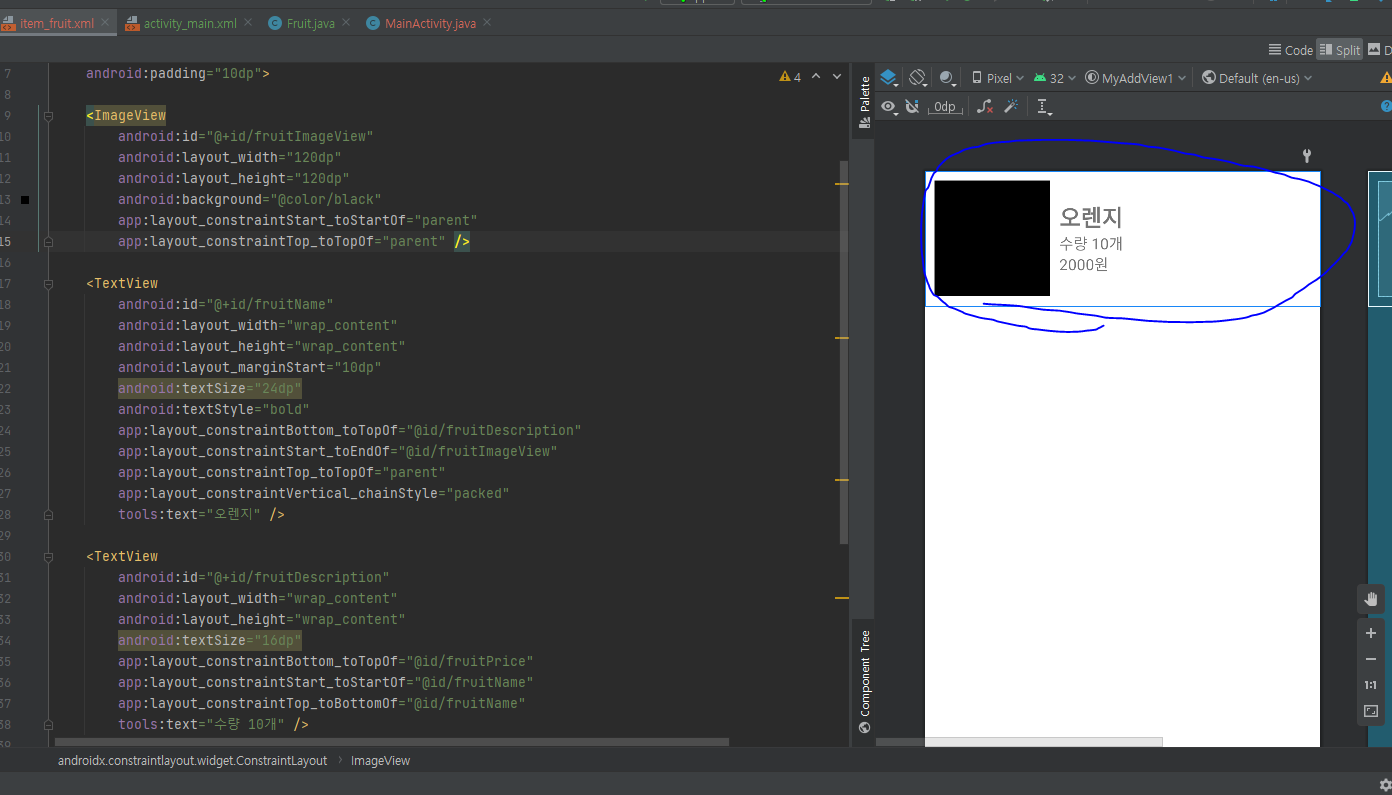 item_fruit.xml
activity_main.xml
Fruit.java
MainActivity.java
Code
Split
4
Palette
Pixel
32
MyAddView1
Default (en-us)
0dp
7 android:padding="10dp">
8
9 <ImageView
10 android:id="@+id/fruitImageView"
11 android:layout_width="120dp"
12 android:layout_height="120dp"
13 android:background="@color/black"
14 app:layout_constraintStart_toStartOf="parent"
15 app:layout_constraintTop_toTopOf="parent" />
16
17 <TextView
18 android:id="@+id/fruitName"
19 android:layout_width="wrap_content"
20 android:layout_height="wrap_content"
21 android:layout_marginStart="10dp"
22 android:textSize="24dp"
23 android:textStyle="bold"
24 app:layout_constraintBottom_toTopOf="@id/fruitDescription"
25 app:layout_constraintStart_toEndOf="@id/fruitImageView"
26 app:layout_constraintTop_toTopOf="parent"
27 app:layout_constraintVertical_chainStyle="packed"
28 tools:text="오렌지" />
29
30 <TextView
31 android:id="@+id/fruitDescription"
32 android:layout_width="wrap_content"
33 android:layout_height="wrap_content"
34 android:textSize="16dp"
35 app:layout_constraintBottom_toTopOf="@id/fruitPrice"
36 app:layout_constraintStart_toStartOf="@id/fruitName"
37 app:layout_constraintTop_toBottomOf="@id/fruitName"
38 tools:text="수량 10개" />
39
오렌지
수량 10개
2000원
Component Tree
1:1
androidx.constraintlayout.widget.ConstraintLayout
ImageView